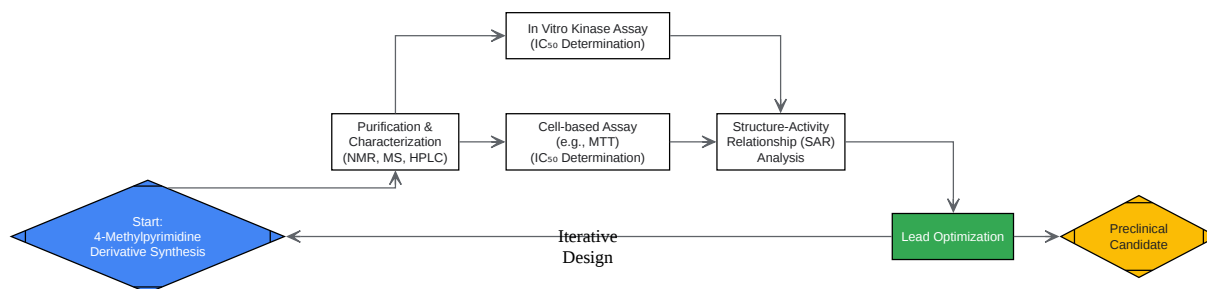 In Vitro Kinase Assay
(IC₅₀ Determination)
Purification &
Characterization
(NMR, MS, HPLC)
Cell-based Assay
(e.g., MTT)
(IC₅₀ Determination)
Structure-Activity
Relationship (SAR)
Analysis
Start:
4-Methylpyrimidine
Derivative Synthesis
Iterative
Design
Lead Optimization
Preclinical
Candidate